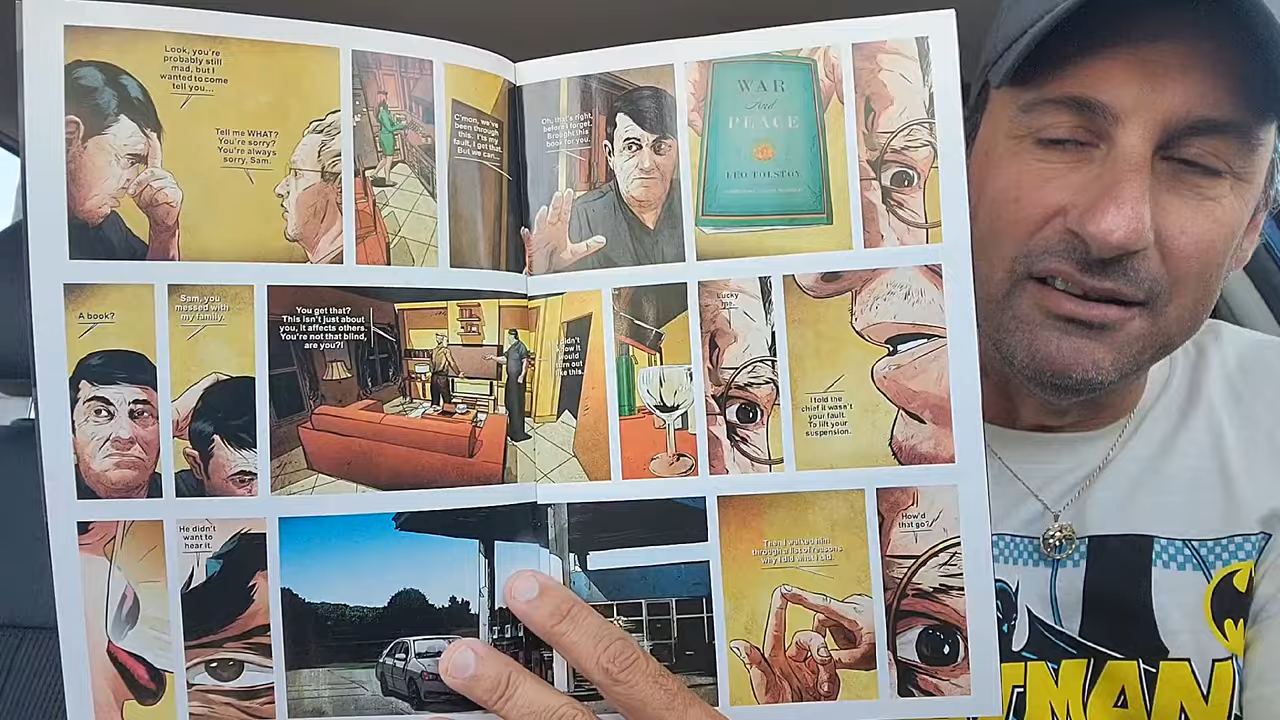 Look, you're
probably still
mad, but I
wanted to come
tell you...
Tell me WHAT?
You're sorry?
You're always
sorry, Sam.
C'mon, we've
been through
this. I'ts my
fault, I get that.
But we can...
Oh, that's right,
before I forget.
Brought this
book for you.
WAR
And
PEACE
LEO TOLSTOY
A book?
Sam, you
messed with
my family.
You get that?
This isn't just about
you, it affects others.
You're not that blind,
are you?!
I didn't
know it
would
turn out
like this.
Lucky
me.
I told the
chief it wasn't
your fault.
To lift your
suspension.
He didn't
want to
hear it.
Then I walked him
through a list of reasons
why I did what I did.
How'd
that go?
TMAN